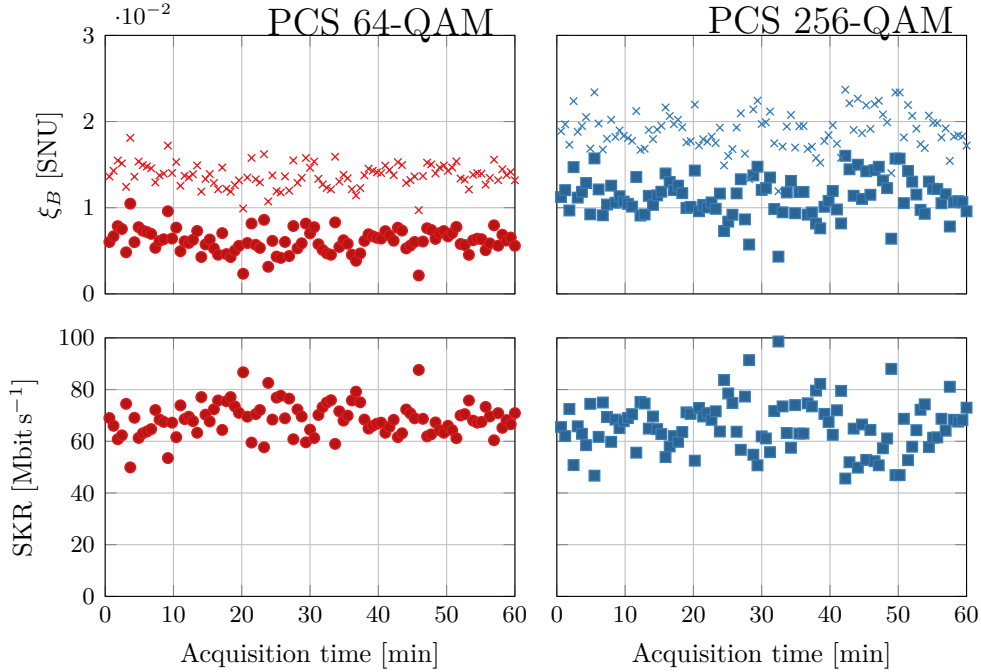 ·10⁻²
PCS 64-QAM
PCS 256-QAM
3
2
1
0
ξ_B [SNU]
100
80
60
40
20
0
SKR [Mbit s⁻¹]
0 10 20 30 40 50 60
0 10 20 30 40 50 60
Acquisition time [min]
Acquisition time [min]